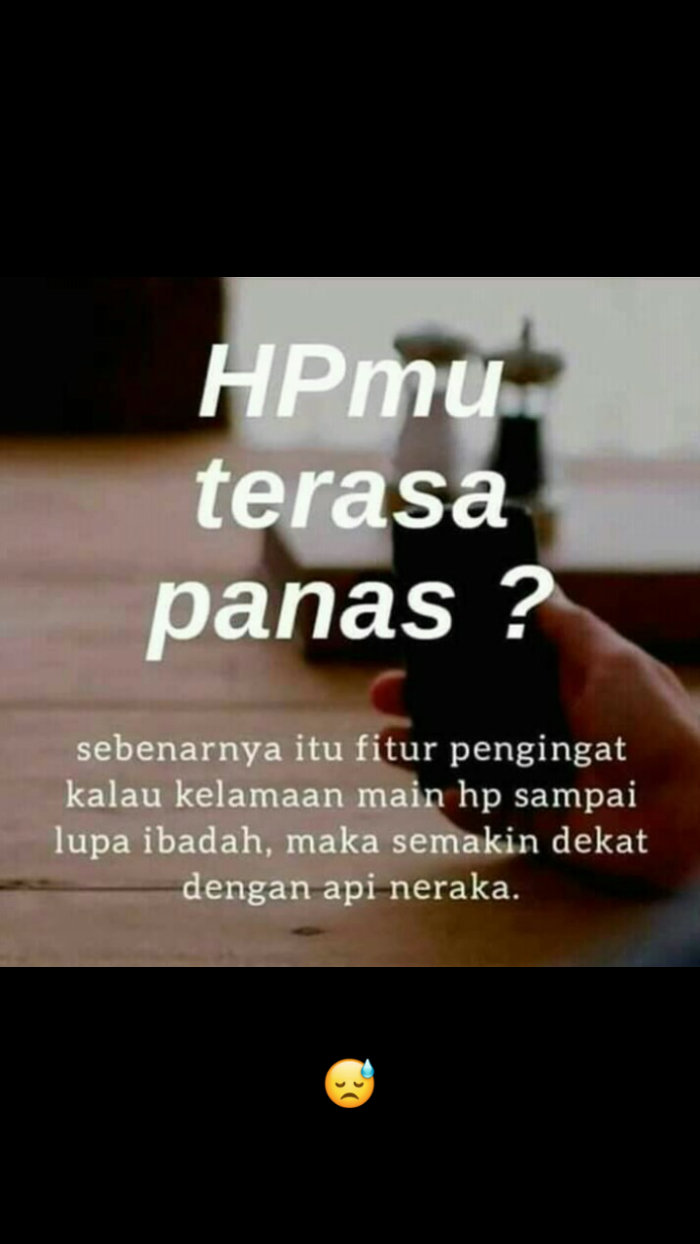 HPmu
terasa
panas ?
sebenarnya itu fitur pengingat
kalau kelamaan main hp sampai
lupa ibadah, maka semakin dekat
dengan api neraka.
😓